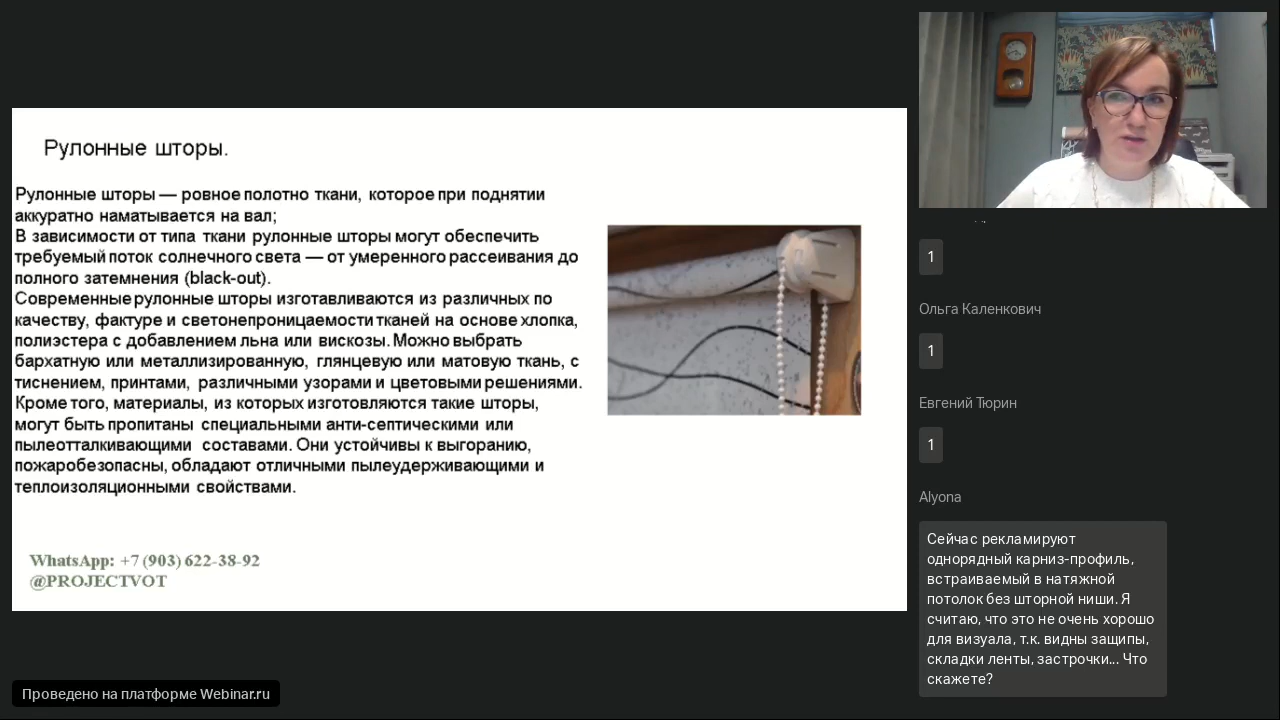 Рулонные шторы.
Рулонные шторы — ровное полотно ткани, которое при поднятии
аккуратно наматывается на вал;
В зависимости от типа ткани рулонные шторы могут обеспечить
требуемый поток солнечного света — от умеренного рассеивания до
полного затемнения (black-out).
Современные рулонные шторы изготавливаются из различных по
качеству, фактуре и светонепроницаемости тканей на основе хлопка,
полиэстера с добавлением льна или вискозы. Можно выбрать
бархатную или металлизированную, глянцевую или матовую ткань, с
тиснением, принтами, различными узорами и цветовыми решениями.
Кроме того, материалы, из которых изготовляются такие шторы,
могут быть пропитаны специальными анти-септическими или
пылеотталкивающими составами. Они устойчивы к выгоранию,
пожаробезопасны, обладают отличными пылеудерживающими и
теплоизоляционными свойствами.
WhatsApp: +7 (903) 622-38-92
@PROJECTVOT
Проведено на платформе Webinar.ru
1
Ольга Каленкович
1
Евгений Тюрин
1
Alyona
Сейчас рекламируют
однорядный карниз-профиль,
встраиваемый в натяжной
потолок без шторной ниши. Я
считаю, что это не очень хорошо
для визуала, т.к. видны защипы,
складки ленты, застрочки... Что
скажете?